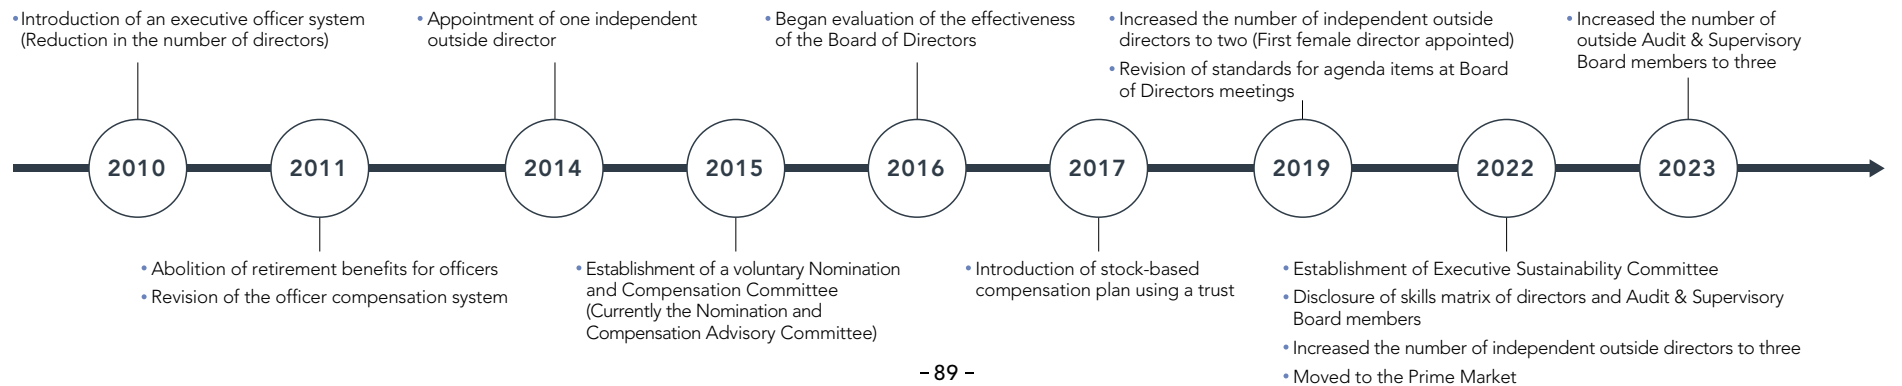 •Introduction of an executive officer system
(Reduction in the number of directors)
•Appointment of one independent
outside director
•Began evaluation of the effectiveness
of the Board of Directors
•Increased the number of independent outside
directors to two (First female director appointed)
•Revision of standards for agenda items at Board
of Directors meetings
•Increased the number of
outside Audit & Supervisory
Board members to three
2010
2011
2014
2015
2016
2017
2019
2022
2023
•Abolition of retirement benefits for officers
•Revision of the officer compensation system
•Establishment of a voluntary Nomination
and Compensation Committee
(Currently the Nomination and
Compensation Advisory Committee)
•Introduction of stock-based
compensation plan using a trust
•Establishment of Executive Sustainability Committee
•Disclosure of skills matrix of directors and Audit & Supervisory
Board members
•Increased the number of independent outside directors to three
•Moved to the Prime Market
–89–